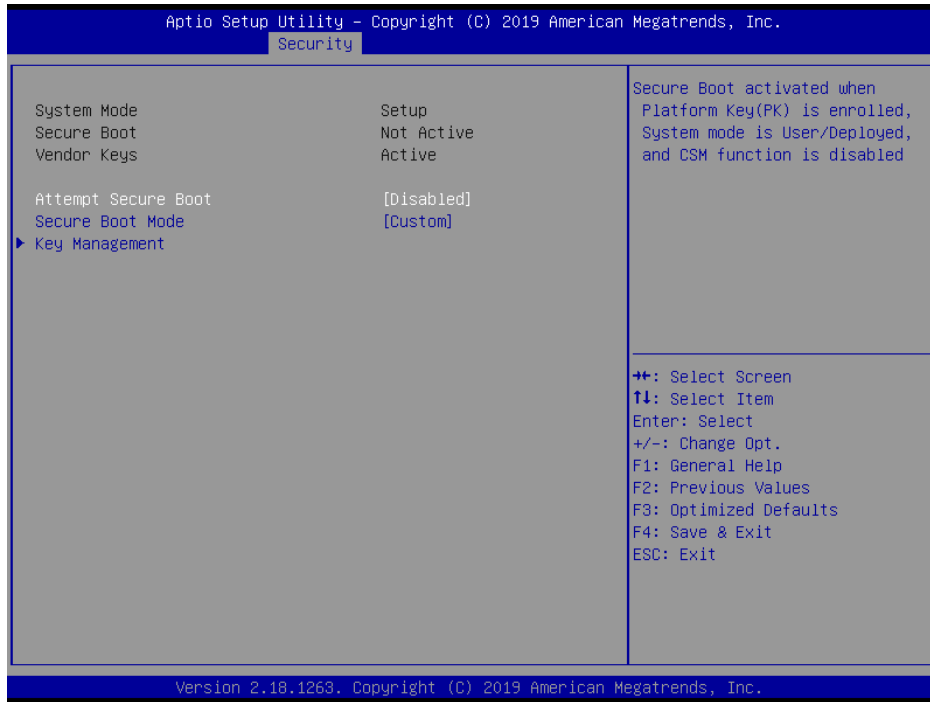 Aptio Setup Utility – Copyright (C) 2019 American Megatrends, Inc.
Security
System Mode Setup
Secure Boot Not Active
Vendor Keys Active
Attempt Secure Boot [Disabled]
Secure Boot Mode [Custom]
Key Management
Secure Boot activated when
Platform Key(PK) is enrolled,
System mode is User/Deployed,
and CSM function is disabled
→←: Select Screen
↑↓: Select Item
Enter: Select
+/-: Change Opt.
F1: General Help
F2: Previous Values
F3: Optimized Defaults
F4: Save & Exit
ESC: Exit
Version 2.18.1263. Copyright (C) 2019 American Megatrends, Inc.